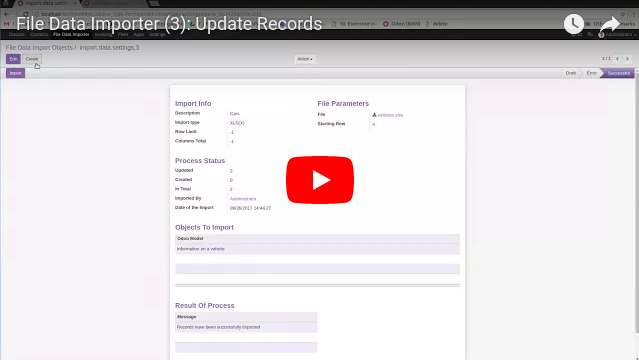 File Data Importer (3): Update Records
Discuss Contacts File Data Importer Invoicing Fleet Apps Settings Administrator
File Data Import Objects / import.data.settings,3
Edit Create Action 1 / 1
Import Draft Error Successful
Import Info
Description Cars
Import type XLS(X)
Row Limit -1
Columns Total -1
File Parameters
File vehicles.xlsx
Starting Row 4
Process Status
Updated 2
Created 0
In Total 2
Imported By Administrator
Date of the Import 09/26/2017 14:44:27
Objects To Import
Odoo Model
Information on a vehicle
Result Of Process
Message
Records have been successfully imported